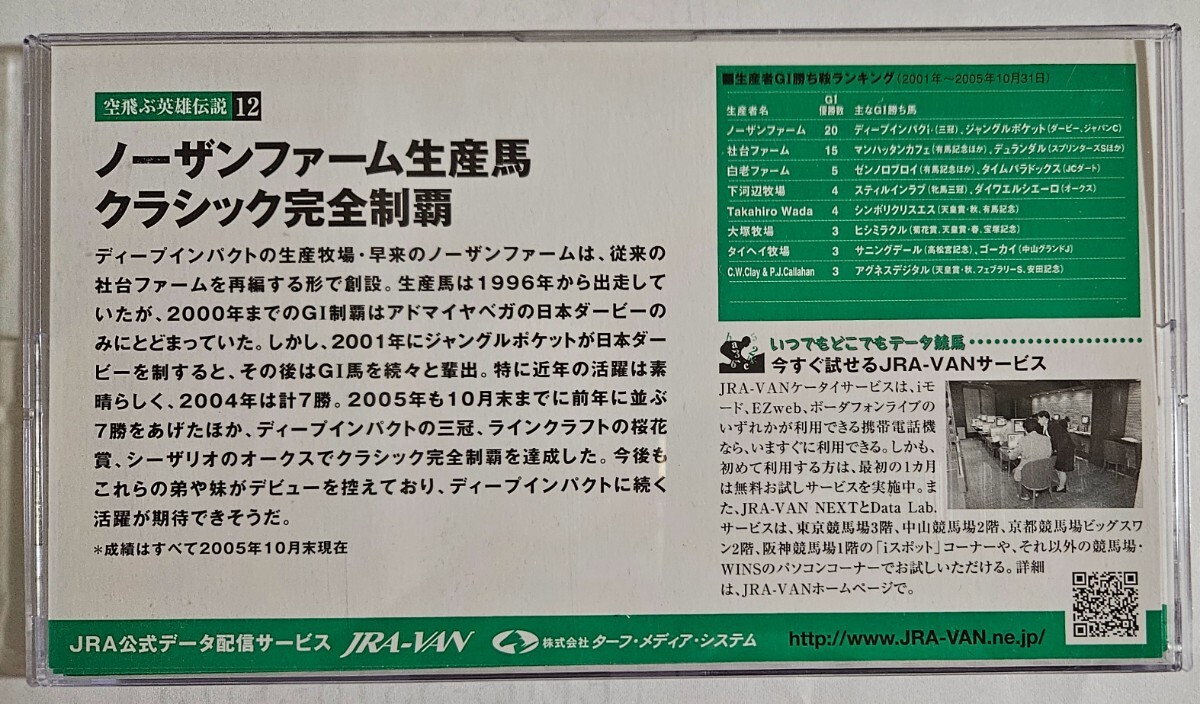 空飛ぶ英雄伝説 12
ノーザンファーム生産馬
クラシック完全制覇
ディープインパクトの生産牧場・早来のノーザンファームは、従来の
社台ファームを再編する形で創設。生産馬は1996年から出走して
いたが、2000年までのGI制覇はアドマイヤベガの日本ダービーの
みにとどまっていた。しかし、2001年にジャングルポケットが日本ダー
ビーを制すると、その後はGI馬を続々と輩出。特に近年の活躍は素
晴らしく、2004年は計7勝。2005年も10月末までに前年に並ぶ
7勝をあげたほか、ディープインパクトの三冠、ラインクラフトの桜花
賞、シーザリオのオークスでクラシック完全制覇を達成した。今後も
これらの弟や妹がデビューを控えており、ディープインパクトに続く
活躍が期待できそうだ。
*成績はすべて2005年10月末現在
■生産者GI勝ち鞍ランキング(2001年〜2005年10月31日)
生産者名 GI優勝数 主なGI勝ち馬
ノーザンファーム 20 ディープインパクト(三冠)、ジャングルポケット(ダービー、ジャパンC)
社台ファーム 15 マンハッタンカフェ(有馬記念ほか)、デュランダル(スプリンターズSほか)
白老ファーム 5 ゼンノロブロイ(有馬記念ほか)、タイムパラドックス(JCダート)
下河辺牧場 4 スティルインラブ(牝馬三冠)、ダイワエルシエーロ(オークス)
Takahiro Wada 4 シンボリクリスエス(天皇賞・秋、有馬記念)
大塚牧場 3 ヒシミラクル(菊花賞、天皇賞・春、宝塚記念)
タイヘイ牧場 3 サニングデール(高松宮記念)、ゴーカイ(中山グランドJ)
C.W.Clay & P.J.Callahan 3 アグネスデジタル(天皇賞・秋、フェブラリーS、安田記念)
いつでもどこでもデータ競馬
今すぐ試せるJRA-VANサービス
JRA-VANケータイサービスは、iモ
ード、EZweb、ボーダフォンライブの
いずれかが利用できる携帯電話機
なら、いますぐに利用できる。しかも、
初めて利用する方は、最初の1カ月
は無料お試しサービスを実施中。ま
た、JRA-VAN NEXTとData Lab.
サービスは、東京競馬場3階、中山競馬場2階、京都競馬場ビッグスワ
ン2階、阪神競馬場1階の「iスポット」コーナーや、それ以外の競馬場・
WINSのパソコンコーナーでお試しいただける。詳細
は、JRA-VANホームページで。
JRA公式データ配信サービス JRA-VAN 株式会社 ターフ・メディア・システム http://www.JRA-VAN.ne.jp/